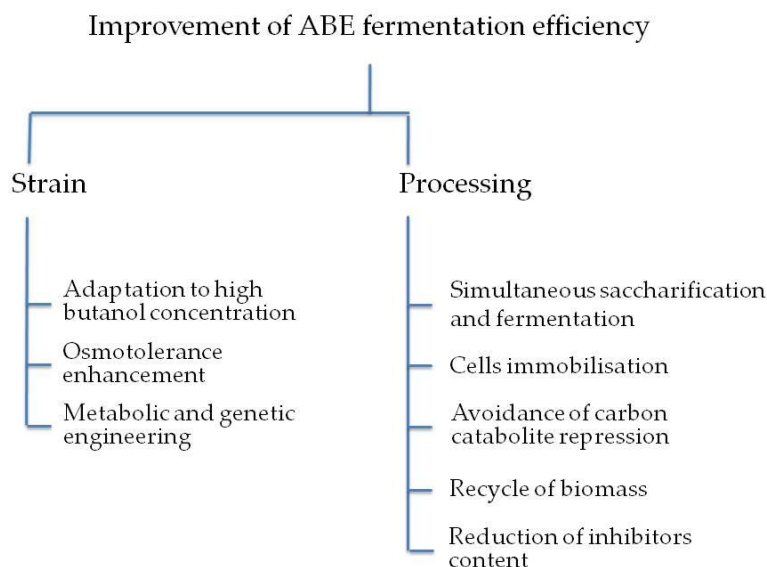 Improvement of ABE fermentation efficiency
Strain
Adaptation to high
butanol concentration
Osmotolerance
enhancement
Metabolic and genetic
engineering
Processing
Simultaneous saccharification
and fermentation
Cells immobilisation
Avoidance of carbon
catabolite repression
Recycle of biomass
Reduction of inhibitors
content